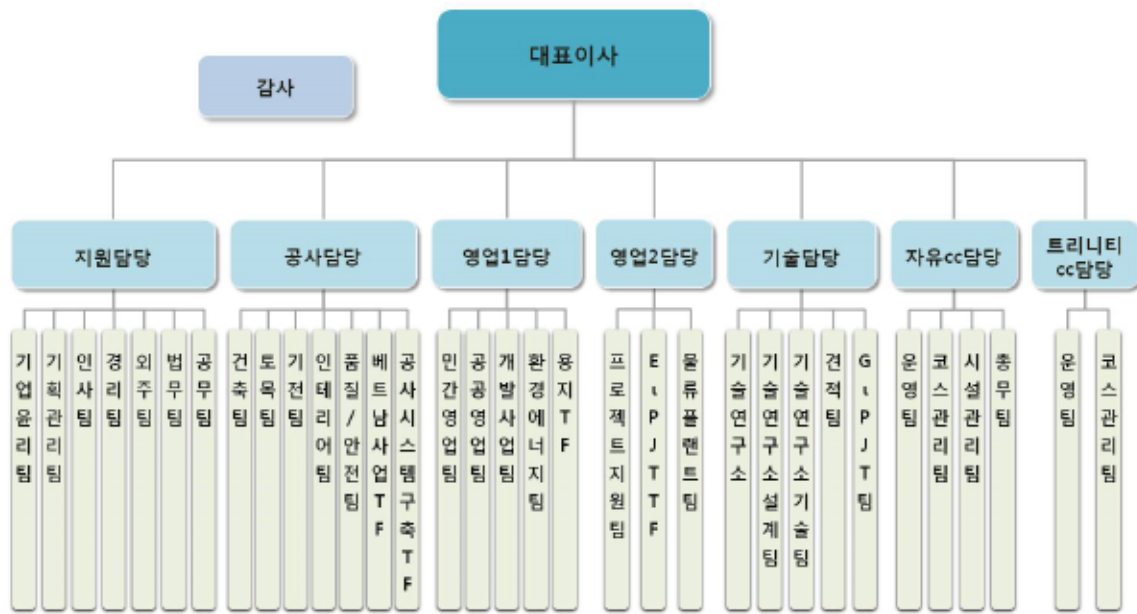 대표이사
감사
지원담당
공사담당
영업1담당
영업2담당
기술담당
자유cc담당
트리니티
cc담당
기업윤리팀
기획관리팀
인사팀
경리팀
외주팀
법무팀
공무팀
건축팀
토목팀
기전팀
인테리어팀
품질/안전팀
베트남사업TF
공사시스템구축TF
민간영업팀
공공영업팀
개발사업팀
환경에너지팀
용지TF
프로젝트지원팀
EㆍPJTTF
물류플랜트팀
기술연구소
기술연구소설계팀
기술연구소기술팀
견적팀
GㆍPJT팀
운영팀
코스관리팀
시설관리팀
총무팀
운영팀
코스관리팀